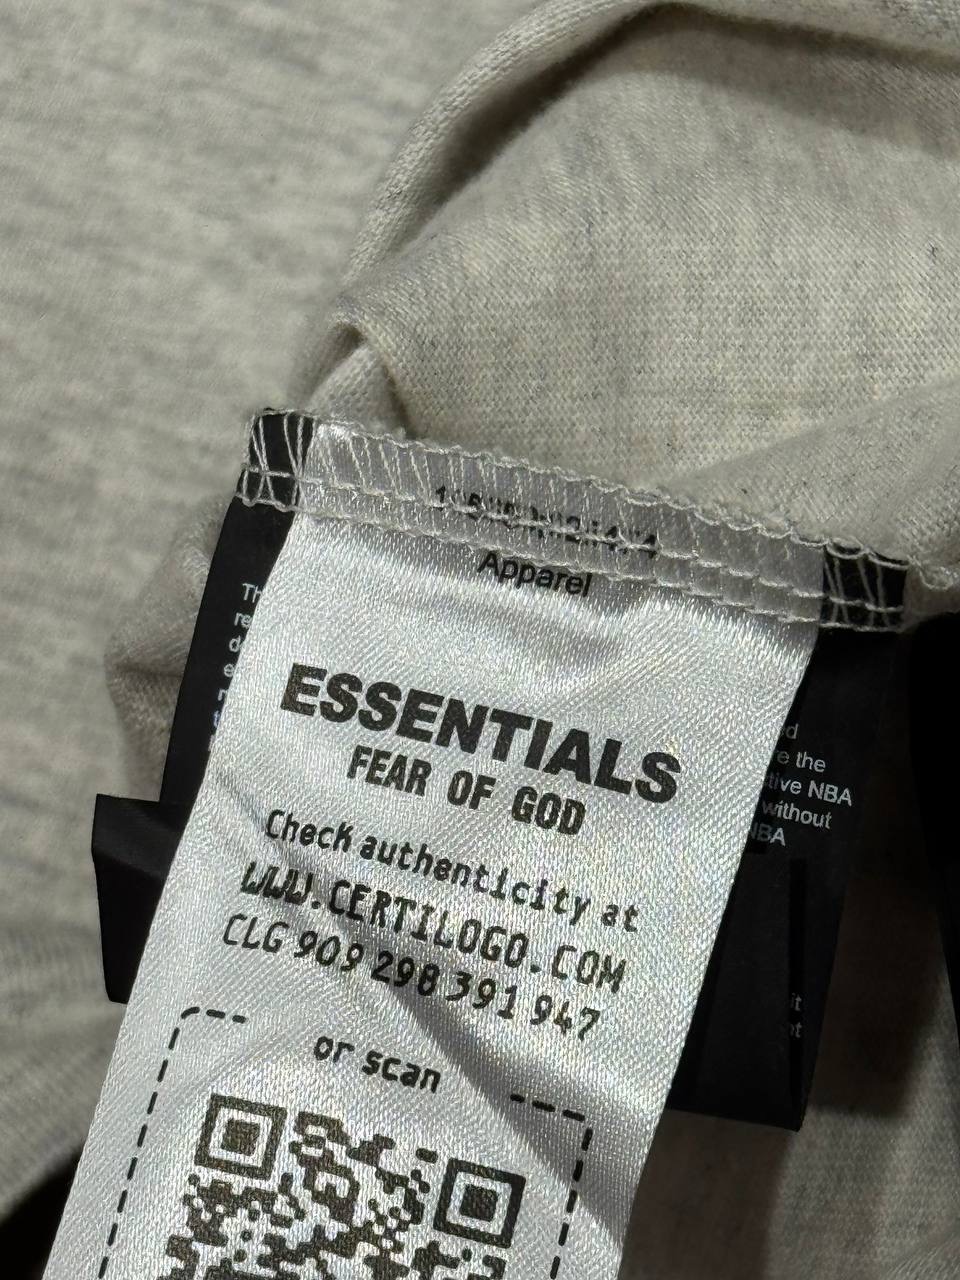 Apparel
ESSENTIALS
FEAR OF GOD
Check authenticity at
WWW.CERTILOGO.COM
CLG 909 298 391 947
or scan
the
NBA
without
NBA